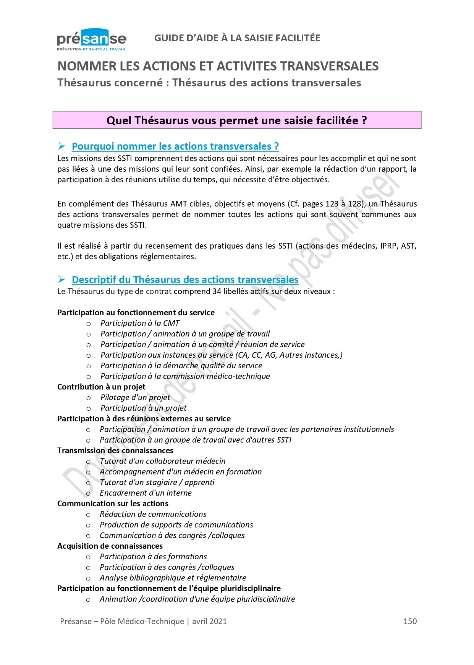 présanse
PRÉVENTION ET SANTÉ AU TRAVAIL
GUIDE D'AIDE À LA SAISIE FACILITÉE
NOMMER LES ACTIONS ET ACTIVITES TRANSVERSALES
Thésaurus concerné : Thésaurus des actions transversales
Quel Thésaurus vous permet une saisie facilitée ?
➢ Pourquoi nommer les actions transversales ?
Les missions des SSTI comprennent des actions qui sont nécessaires pour les accomplir et qui ne sont
pas liées à une des missions qui leur sont confiées. Ainsi, par exemple la rédaction d'un rapport, la
participation à des réunions utilise du temps, qui nécessite d'être objectivés.
En complément des Thésaurus AMT cibles, objectifs et moyens (Cf. pages 123 à 128), un Thésaurus
des actions transversales permet de nommer toutes les actions qui sont souvent communes aux
quatre missions des SSTI.
Il est réalisé à partir du recensement des pratiques dans les SSTI (actions des médecins, IPRP, AST,
etc.) et des obligations réglementaires.
➢ Descriptif du Thésaurus des actions transversales
Le Thésaurus du type de contrat comprend 34 libellés actifs sur deux niveaux :
Participation au fonctionnement du service
o Participation à la CMT
o Participation / animation à un groupe de travail
o Participation / animation à un comité / réunion de service
o Participation aux instances du service (CA, CC, AG, Autres instances,)
o Participation à la démarche qualité du service
o Participation à la commission médico-technique
Contribution à un projet
o Pilotage d'un projet
o Participation à un projet
Participation à des réunions externes au service
o Participation / animation à un groupe de travail avec les partenaires institutionnels
o Participation à un groupe de travail avec d'autres SSTI
Transmission des connaissances
o Tutorat d'un collaborateur médecin
o Accompagnement d'un médecin en formation
o Tutorat d'un stagiaire / apprenti
o Encadrement d'un interne
Communication sur les actions
o Rédaction de communications
o Production de supports de communications
o Communication à des congrès /colloques
Acquisition de connaissances
o Participation à des formations
o Participation à des congrès /colloques
o Analyse bibliographique et réglementaire
Participation au fonctionnement de l'équipe pluridisciplinaire
o Animation /coordination d'une équipe pluridisciplinaire
Présanse – Pôle Médico-Technique | avril 2021
150
Document de travail - Ne pas diffuser